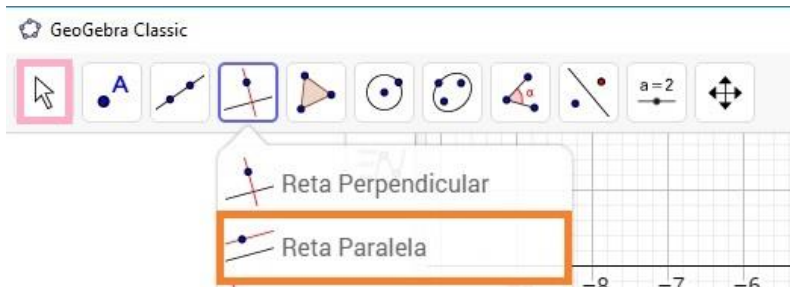 GeoGebra Classic
A
α
a = 2
Reta Perpendicular
Reta Paralela
-8 -7 -6